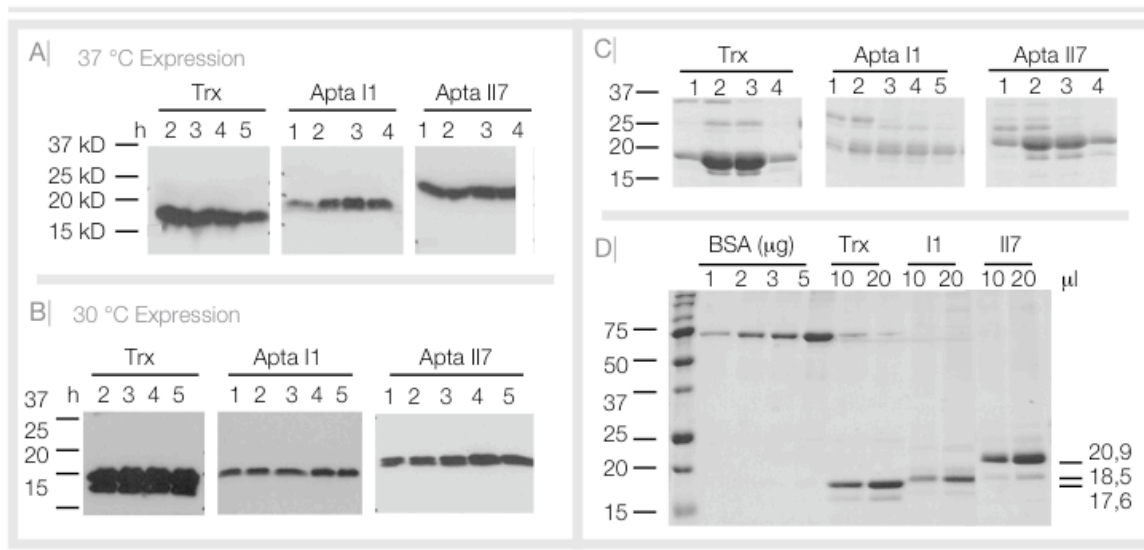 A| 37 °C Expression
Trx Apta I1 Apta II7
h 2 3 4 5 1 2 3 4 1 2 3 4
37 kD
25 kD
20 kD
15 kD
B| 30 °C Expression
Trx Apta I1 Apta II7
37 h 2 3 4 5 1 2 3 4 5 1 2 3 4 5
25
20
15
C|
Trx Apta I1 Apta II7
1 2 3 4 1 2 3 4 5 1 2 3 4
37
25
20
15
D|
BSA (µg) Trx I1 II7
1 2 3 5 10 20 10 20 10 20 µl
75
50
37
25
20
15
20,9
18,5
17,6